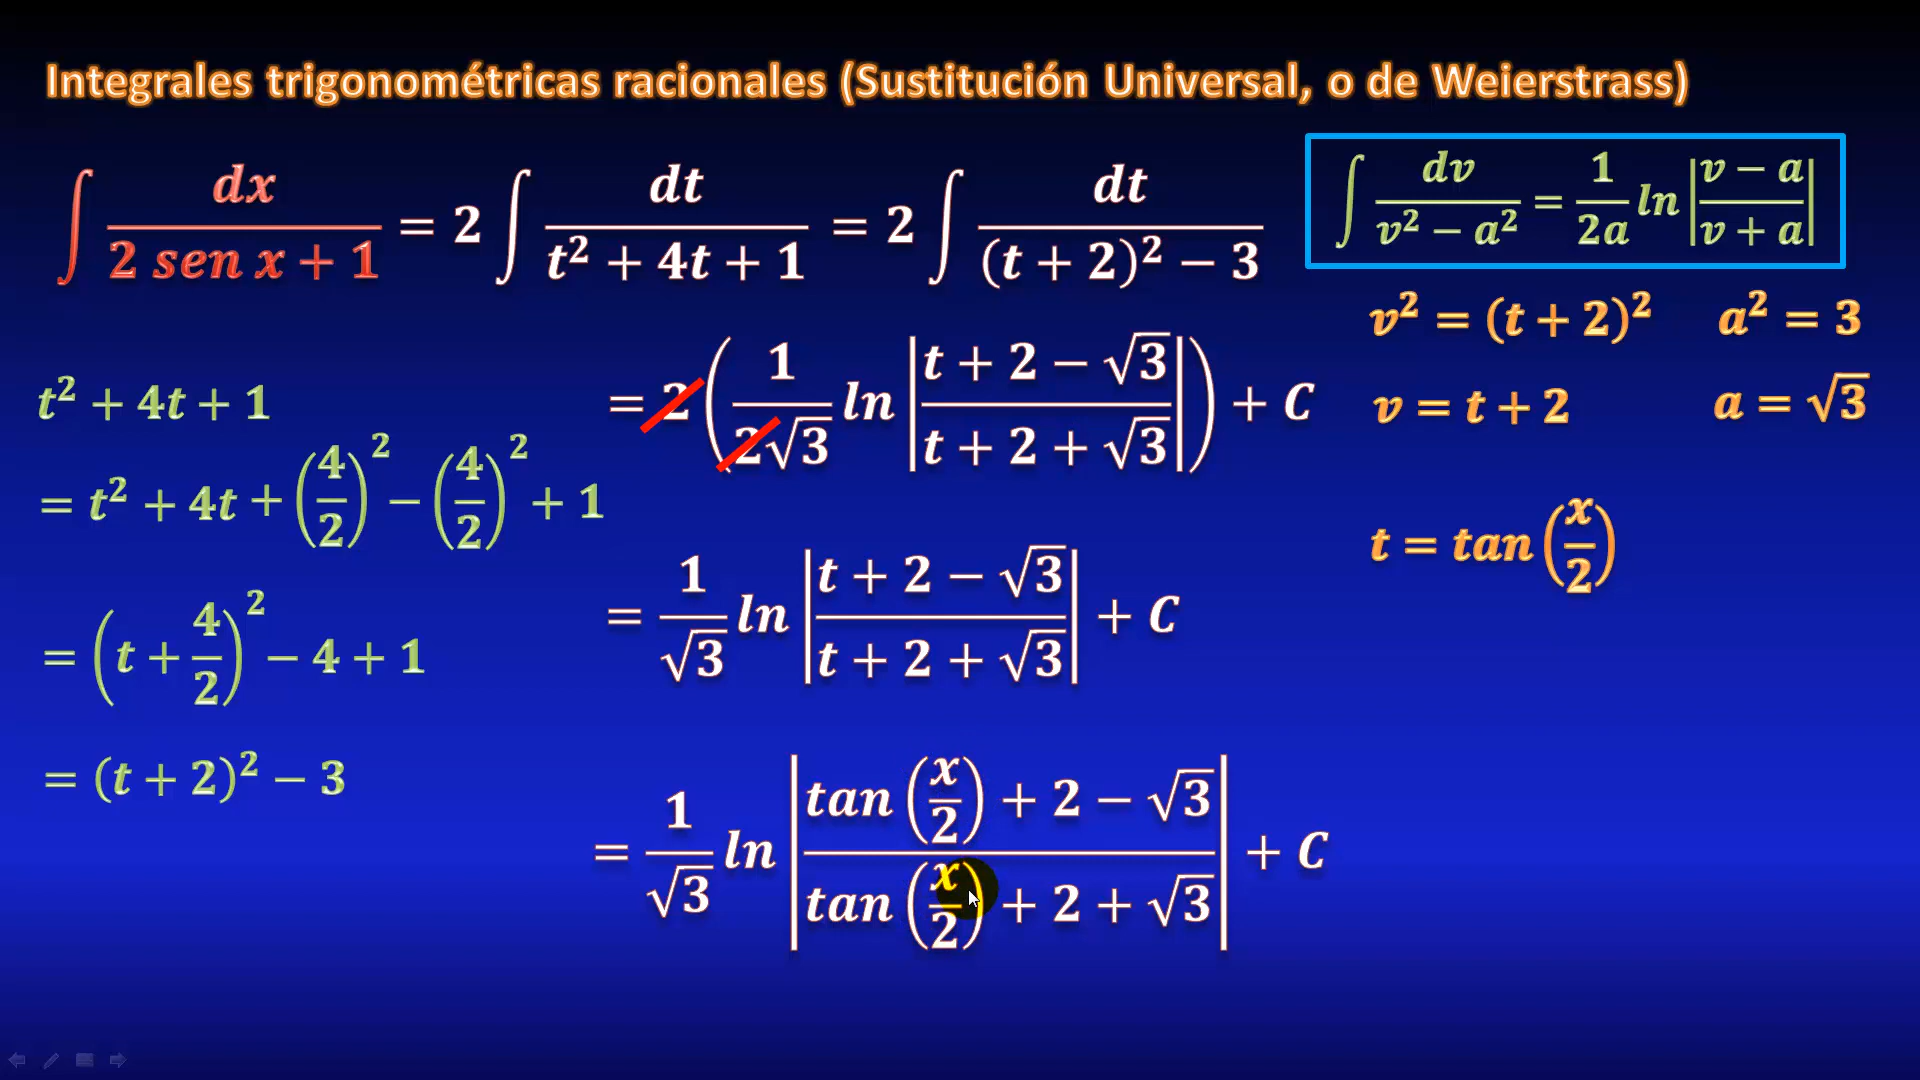 Integrales trigonométricas racionales (Sustitución Universal, o de Weierstrass)
∫ dx / (2 sen x + 1) = 2 ∫ dt / (t² + 4t + 1) = 2 ∫ dt / ((t + 2)² − 3)
∫ dv / (v² − a²) = 1/(2a) ln |(v − a)/(v + a)|
v² = (t + 2)² a² = 3
v = t + 2 a = √3
t = tan (x/2)
= 2 (1/(2√3) ln |(t + 2 − √3)/(t + 2 + √3)|) + C
= 1/√3 ln |(t + 2 − √3)/(t + 2 + √3)| + C
= 1/√3 ln |(tan (x/2) + 2 − √3)/(tan (x/2) + 2 + √3)| + C
t² + 4t + 1
= t² + 4t + (4/2)² − (4/2)² + 1
= (t + 4/2)² − 4 + 1
= (t + 2)² − 3